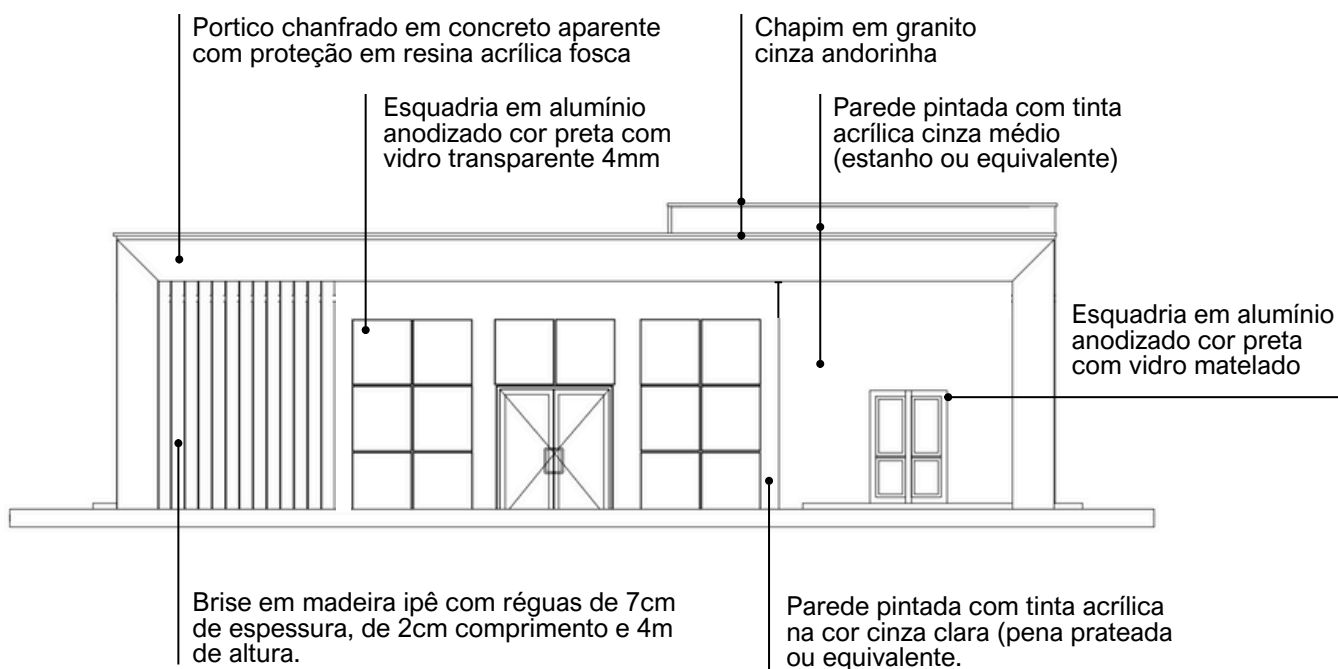 Portico chanfrado em concreto aparente
com proteção em resina acrílica fosca
Chapim em granito
cinza andorinha
Esquadria em alumínio
anodizado cor preta com
vidro transparente 4mm
Parede pintada com tinta
acrílica cinza médio
(estanho ou equivalente)
Esquadria em alumínio
anodizado cor preta
com vidro matelado
Brise em madeira ipê com réguas de 7cm
de espessura, de 2cm comprimento e 4m
de altura.
Parede pintada com tinta acrílica
na cor cinza clara (pena prateada
ou equivalente.